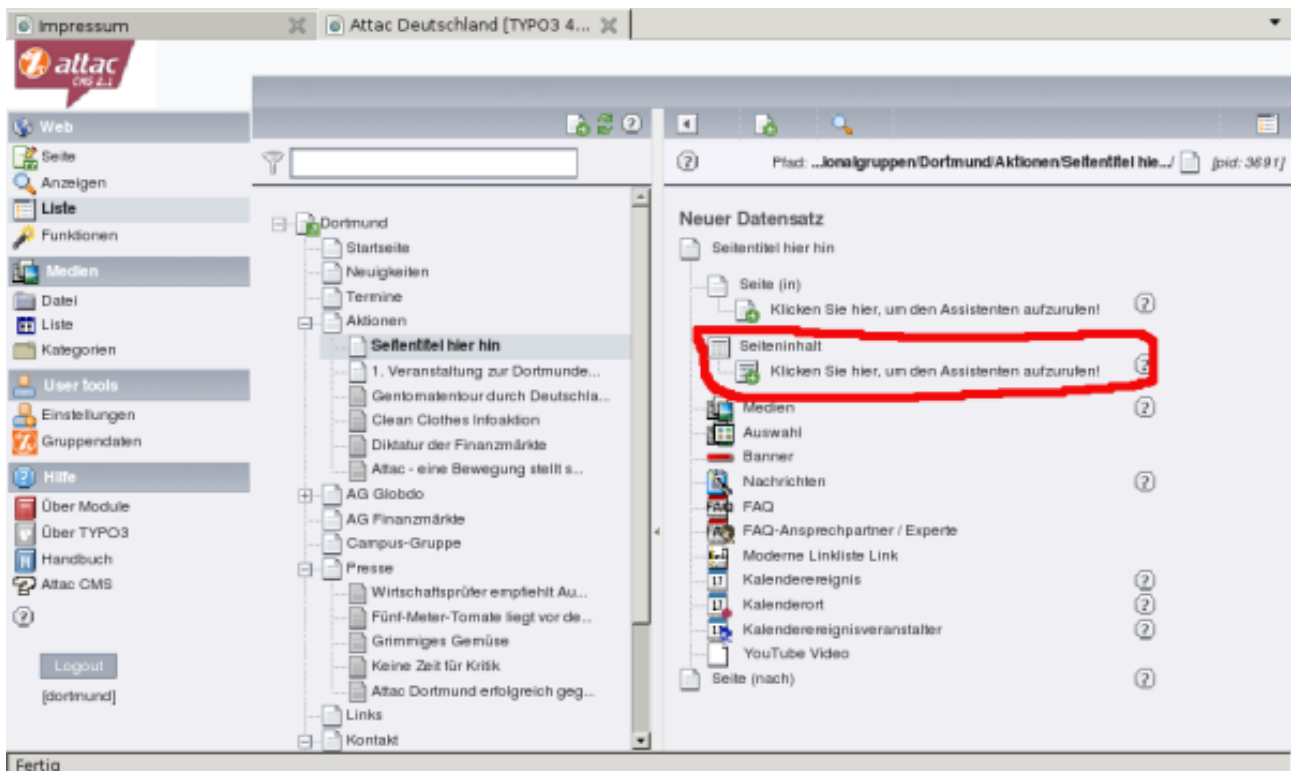 Impressum
Attac Deutschland [TYPO3 4...
attac
CMS 2.1
Web
Seite
Anzeigen
Liste
Funktionen
Medien
Datei
Liste
Kategorien
User tools
Einstellungen
Gruppendaten
Hilfe
Über Module
Über TYPO3
Handbuch
Attac CMS
Logout
[dortmund]
Dortmund
Startseite
Neuigkeiten
Termine
Aktionen
Seitentitel hier hin
1. Veranstaltung zur Dortmunde...
Gentomatentour durch Deutschla...
Clean Clothes Infoaktion
Diktatur der Finanzmärkte
Attac - eine Bewegung stellt s...
AG Globdo
AG Finanzmärkte
Campus-Gruppe
Presse
Wirtschaftsprüfer empfiehlt Au...
Fünf-Meter-Tomate liegt vor de...
Grimmiges Gemüse
Keine Zeit für Kritik
Attac Dortmund erfolgreich geg...
Links
Kontakt
Pfad: ...ionalgruppen/Dortmund/Aktionen/Seitentitel hie.../ [pid: 3691]
Neuer Datensatz
Seitentitel hier hin
Seite (in)
Klicken Sie hier, um den Assistenten aufzurufen!
Seiteninhalt
Klicken Sie hier, um den Assistenten aufzurufen!
Medien
Auswahl
Banner
Nachrichten
FAQ
FAQ-Ansprechpartner / Experte
Moderne Linkliste Link
Kalenderereignis
Kalenderort
Kalenderereignisveranstalter
YouTube Video
Seite (nach)
Fertig